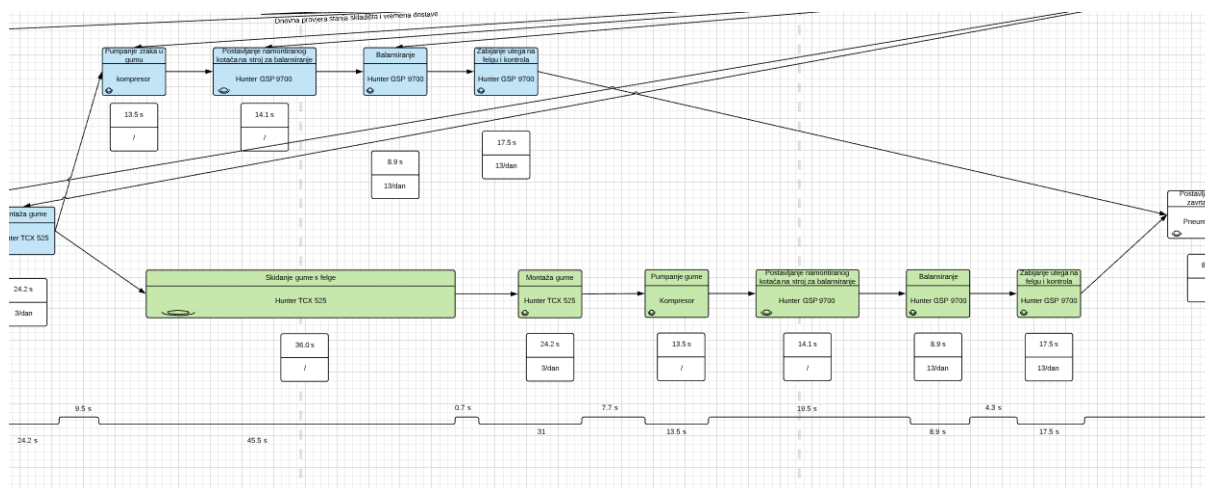 Dnevna provjera stanja skladišta i vremena dostave
Pumpanje zraka u
gumu
kompresor
Postavljanje namontiranog
kotača na stroj za balansiranje
Hunter GSP 9700
Balansiranje
Hunter GSP 9700
Zabijanje utega na
felgu i kontrola
Hunter GSP 9700
13.5 s
/
14.1 s
/
8.9 s
13/dan
17.5 s
13/dan
ntaža gume
ter TCX 525
24.2 s
3/dan
Postavlj
zavrta
Pneum
8
Skidanje gume s felge
Hunter TCX 525
Montaža gume
Hunter TCX 525
Pumpanje gume
Kompresor
Postavljanje namontiranog
kotača na stroj za balansiranje
Hunter GSP 9700
Balansiranje
Hunter GSP 9700
Zabijanje utega na
felgu i kontrola
Hunter GSP 9700
36.0 s
/
24.2 s
3/dan
13.5 s
/
14.1 s
/
8.9 s
13/dan
17.5 s
13/dan
9.5 s
0.7 s
7.7 s
19.5 s
4.3 s
24.2 s
45.5 s
31
13.5 s
8.9 s
17.5 s